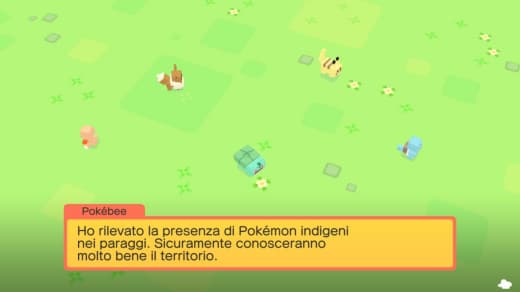 Pokébee
Ho rilevato la presenza di Pokémon indigeni
nei paraggi. Sicuramente conosceranno
molto bene il territorio.